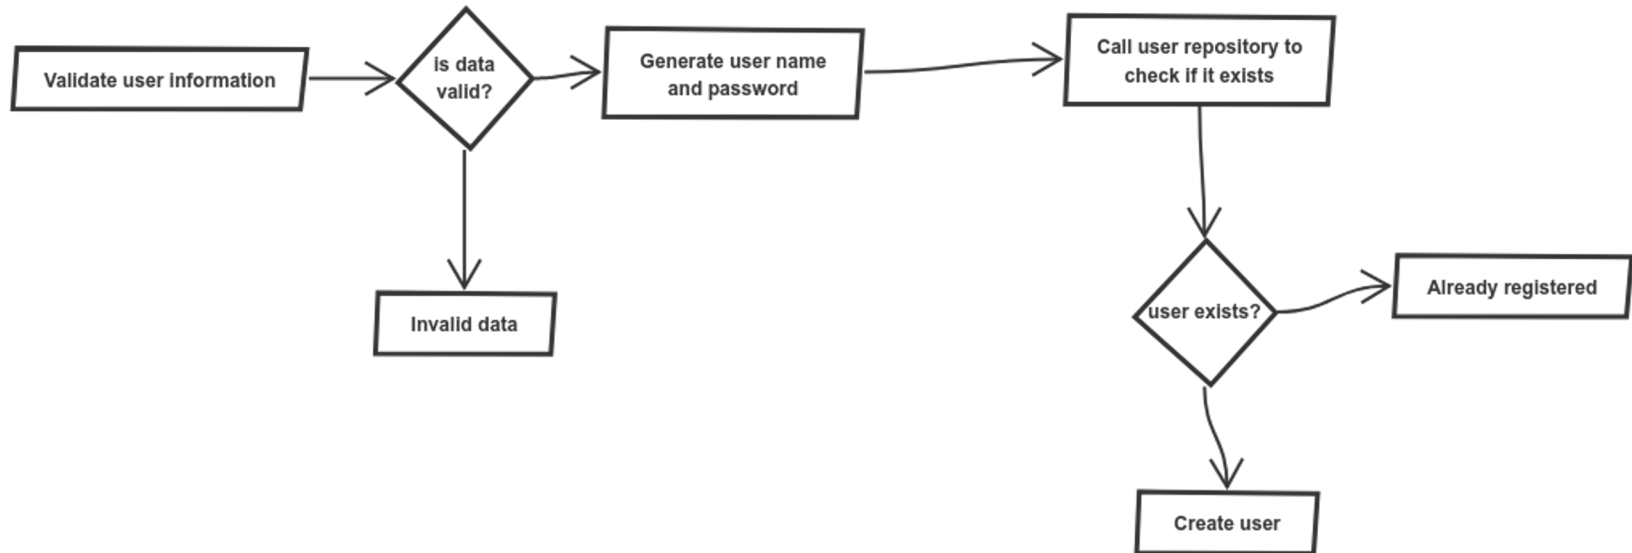 Validate user information
is data
valid?
Generate user name
and password
Call user repository to
check if it exists
Invalid data
user exists?
Already registered
Create user